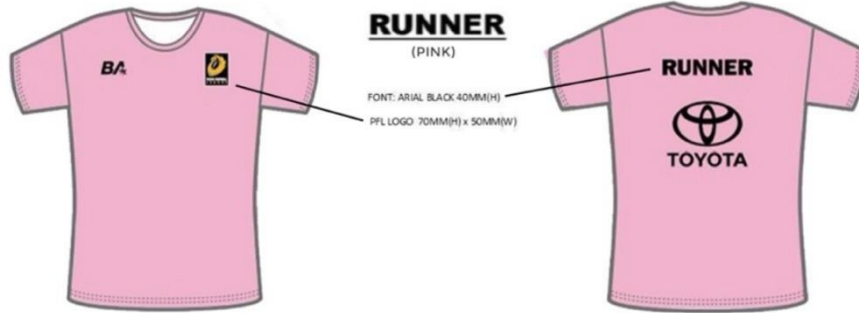 RUNNER
(PINK)
BA
RUNNER
FONT: ARIAL BLACK 40MM(H)
PFL LOGO 70MM(H) x 50MM(W)
TOYOTA